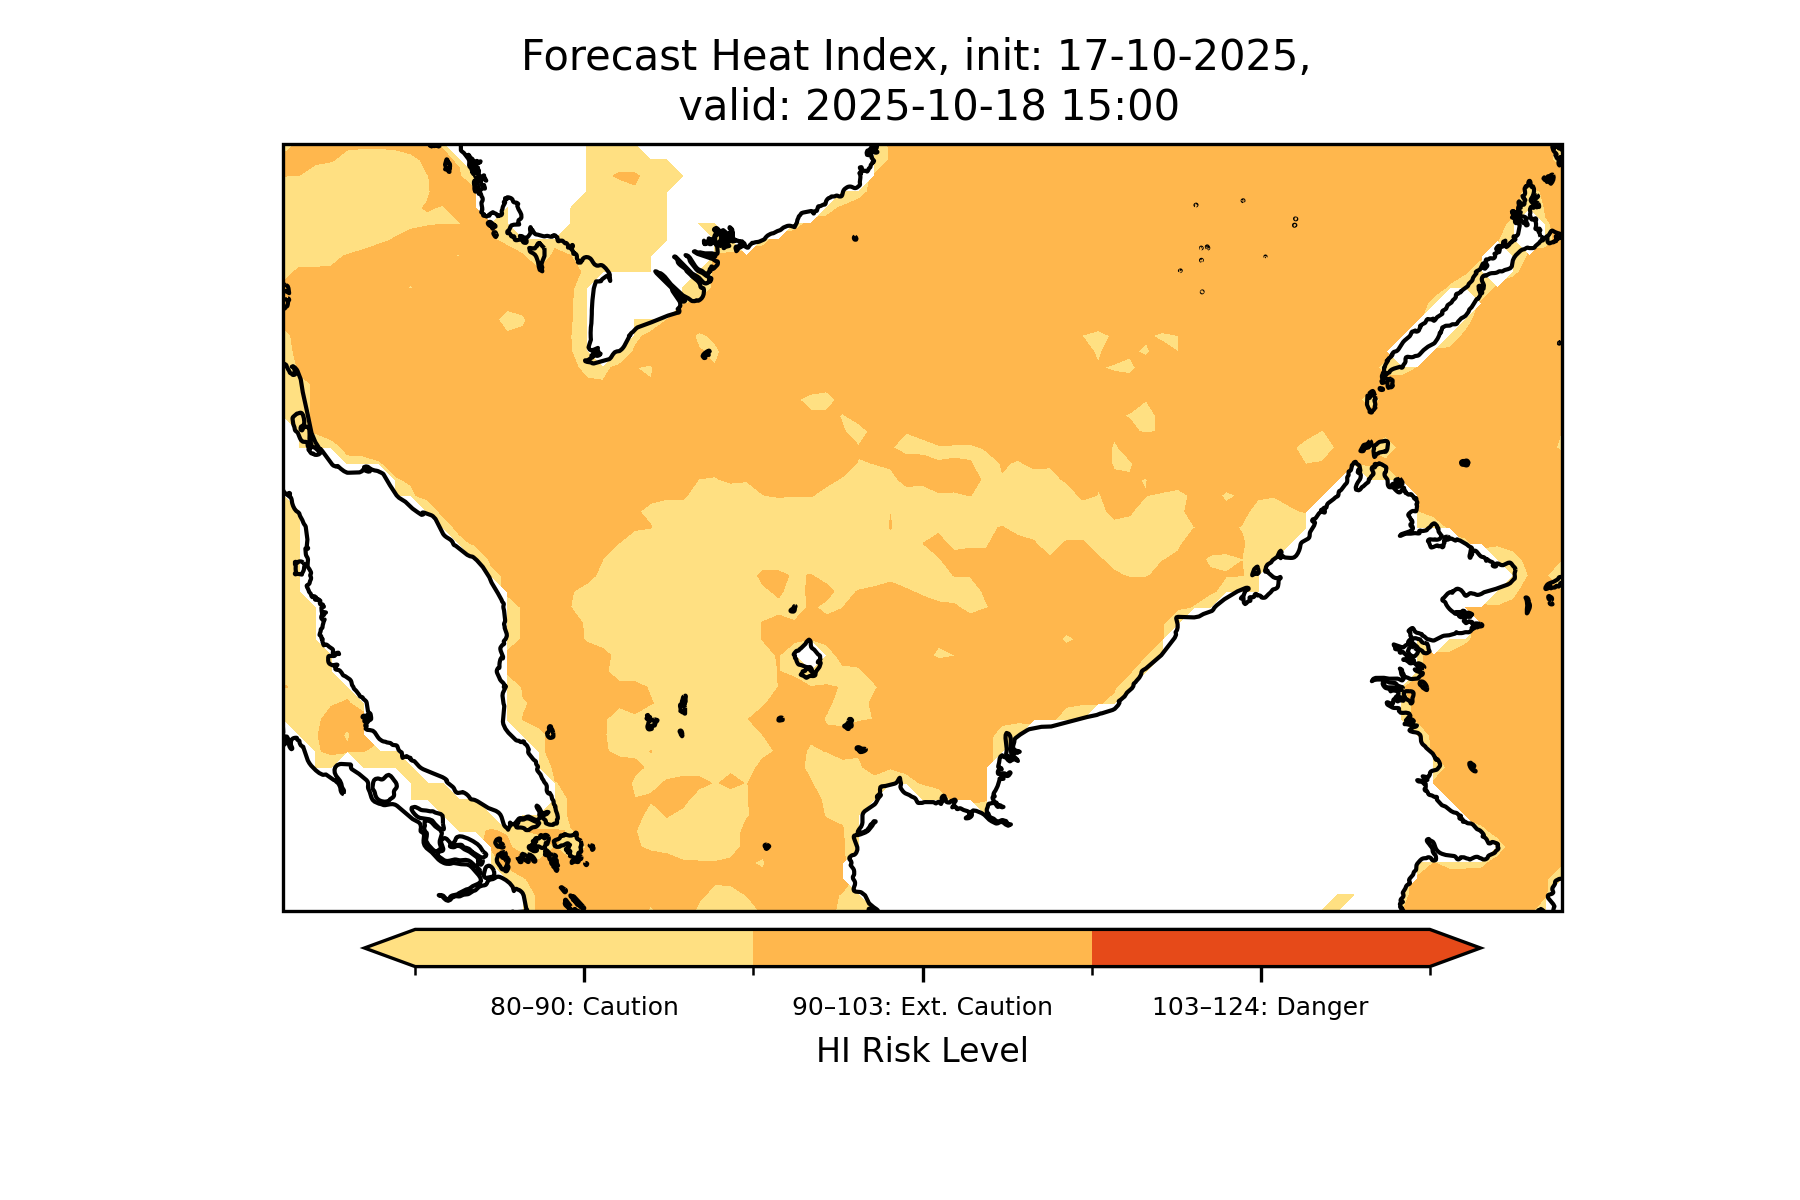 Forecast Heat Index, init: 17-10-2025,
valid: 2025-10-18 15:00
80–90: Caution
90–103: Ext. Caution
103–124: Danger
HI Risk Level